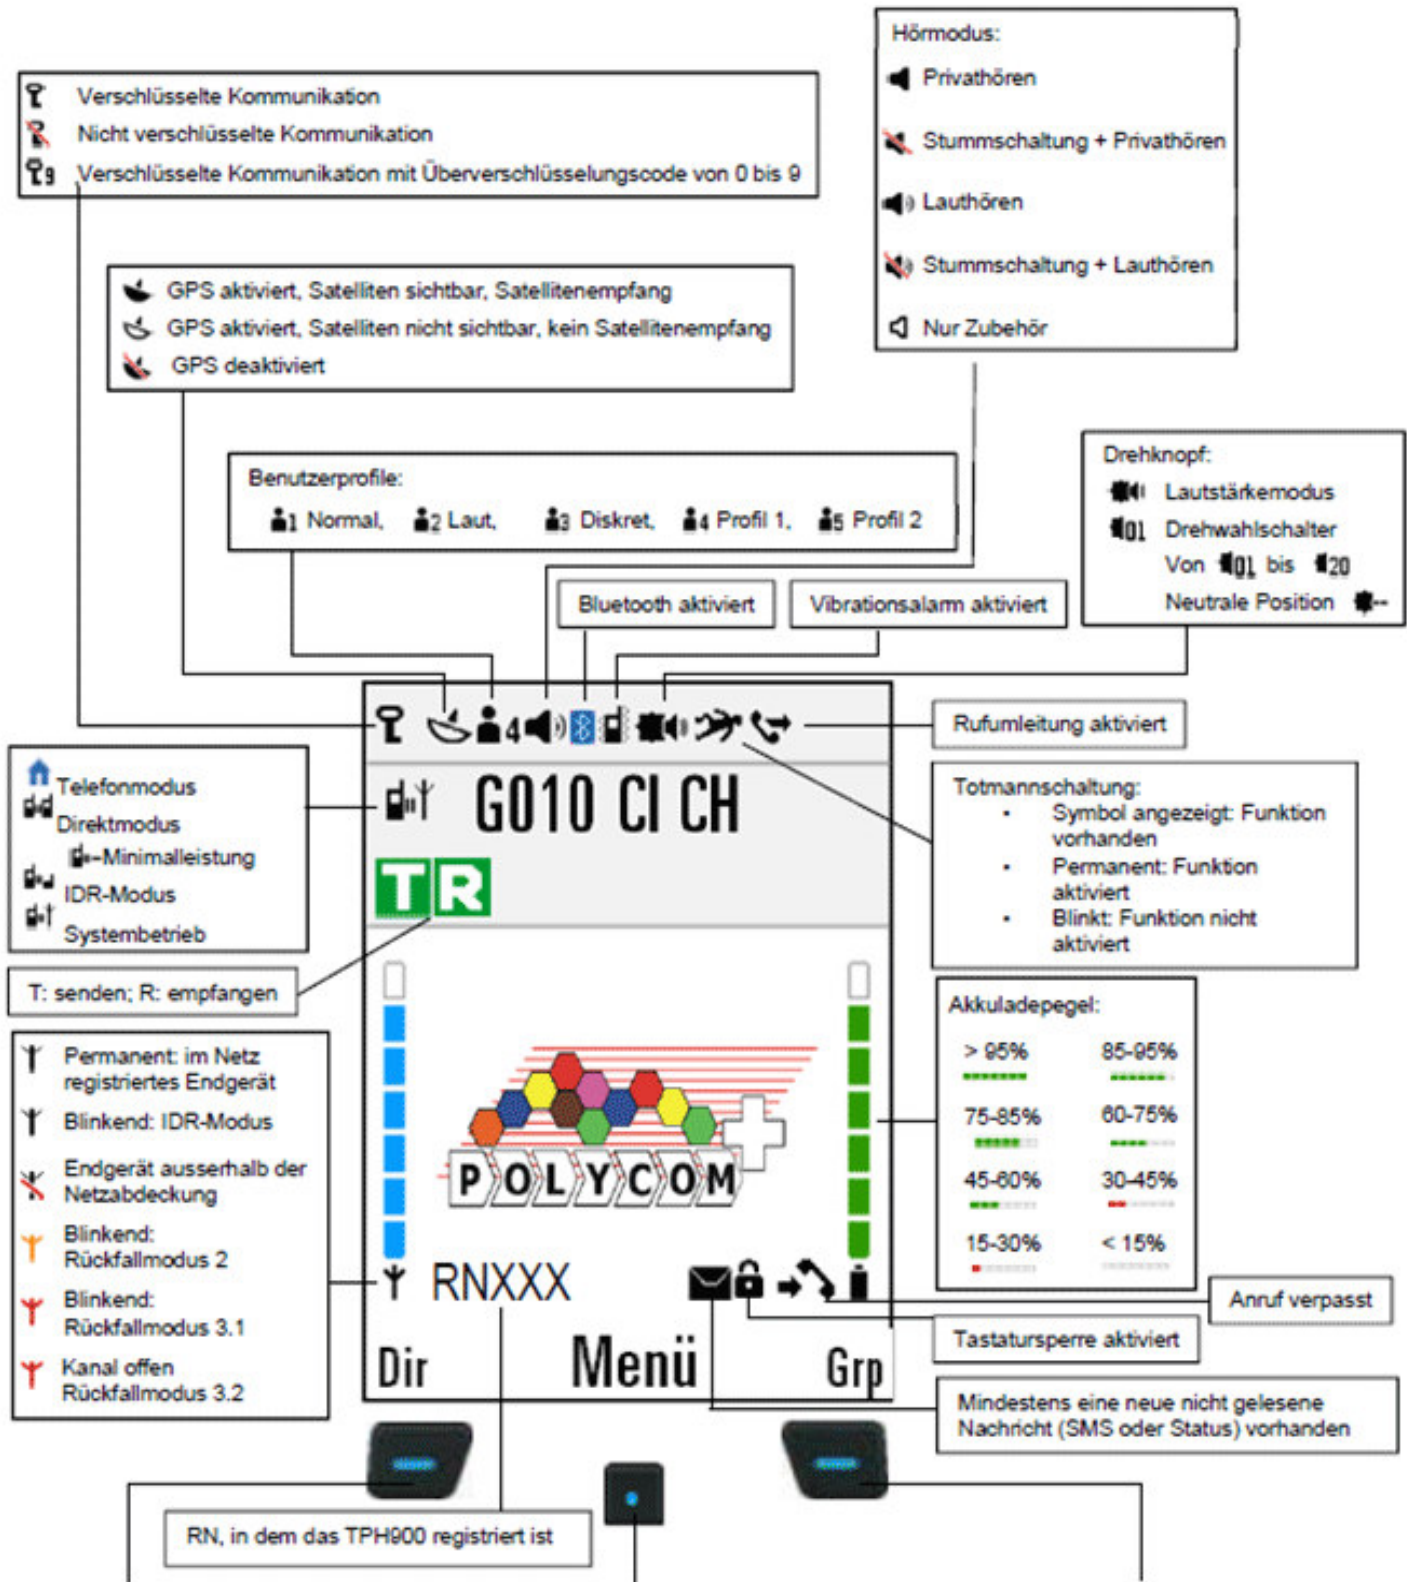 Hörmodus:
Privathören
Stummschaltung + Privathören
Lauthören
Stummschaltung + Lauthören
Nur Zubehör
Verschlüsselte Kommunikation
Nicht verschlüsselte Kommunikation
9 Verschlüsselte Kommunikation mit Überverschlüsselungscode von 0 bis 9
GPS aktiviert, Satelliten sichtbar, Satellitenempfang
GPS aktiviert, Satelliten nicht sichtbar, kein Satellitenempfang
GPS deaktiviert
Benutzerprofile:
1 Normal, 2 Laut, 3 Diskret, 4 Profil 1, 5 Profil 2
Drehknopf:
Lautstärkemodus
01 Drehwahlschalter
Von 01 bis 20
Neutrale Position --
Bluetooth aktiviert
Vibrationsalarm aktiviert
4
Rufumleitung aktiviert
Telefonmodus
Direktmodus
-Minimalleistung
IDR-Modus
Systembetrieb
G010 CI CH
TR
Totmannschaltung:
• Symbol angezeigt: Funktion
vorhanden
• Permanent: Funktion
aktiviert
• Blinkt: Funktion nicht
aktiviert
T: senden; R: empfangen
Permanent: im Netz
registriertes Endgerät
Blinkend: IDR-Modus
Endgerät ausserhalb der
Netzabdeckung
Blinkend:
Rückfallmodus 2
Blinkend:
Rückfallmodus 3.1
Kanal offen
Rückfallmodus 3.2
POLYCOM
Akkuladepegel:
> 95% 85-95%
75-85% 60-75%
45-60% 30-45%
15-30% < 15%
RNXXX
Anruf verpasst
Tastatursperre aktiviert
Dir Menü Grp
Mindestens eine neue nicht gelesene
Nachricht (SMS oder Status) vorhanden
RN, in dem das TPH900 registriert ist